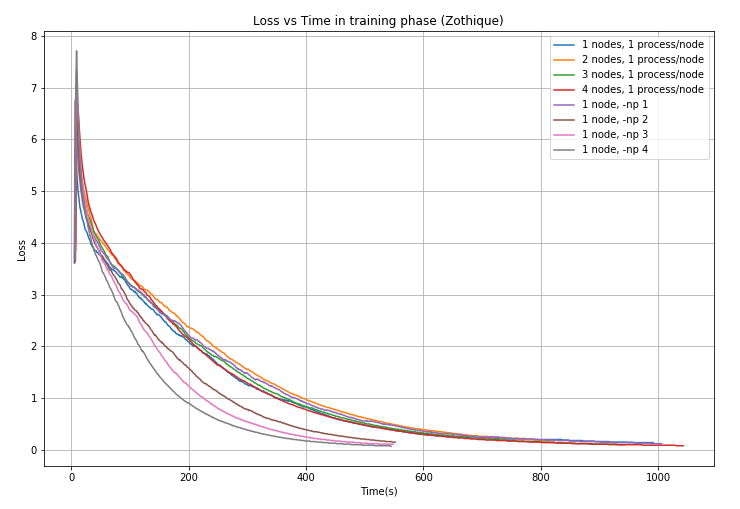 Loss vs Time in training phase (Zothique)
8
7
6
5
4
3
2
1
0
Loss
1 nodes, 1 process/node
2 nodes, 1 process/node
3 nodes, 1 process/node
4 nodes, 1 process/node
1 node, -np 1
1 node, -np 2
1 node, -np 3
1 node, -np 4
0 200 400 600 800 1000
Time(s)